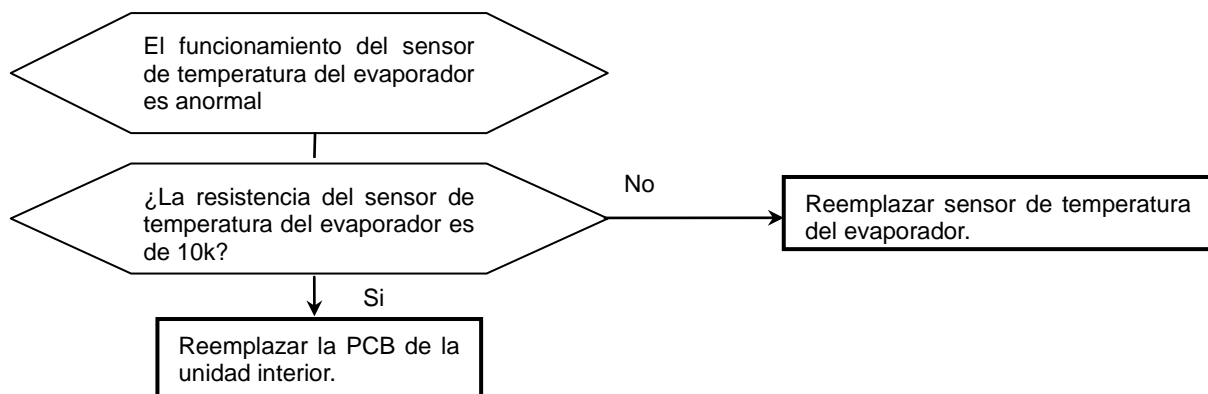 El funcionamiento del sensor
de temperatura del evaporador
es anormal
¿La resistencia del sensor de
temperatura del evaporador es
de 10k?
No
Reemplazar sensor de temperatura
del evaporador.
Si
Reemplazar la PCB de la
unidad interior.